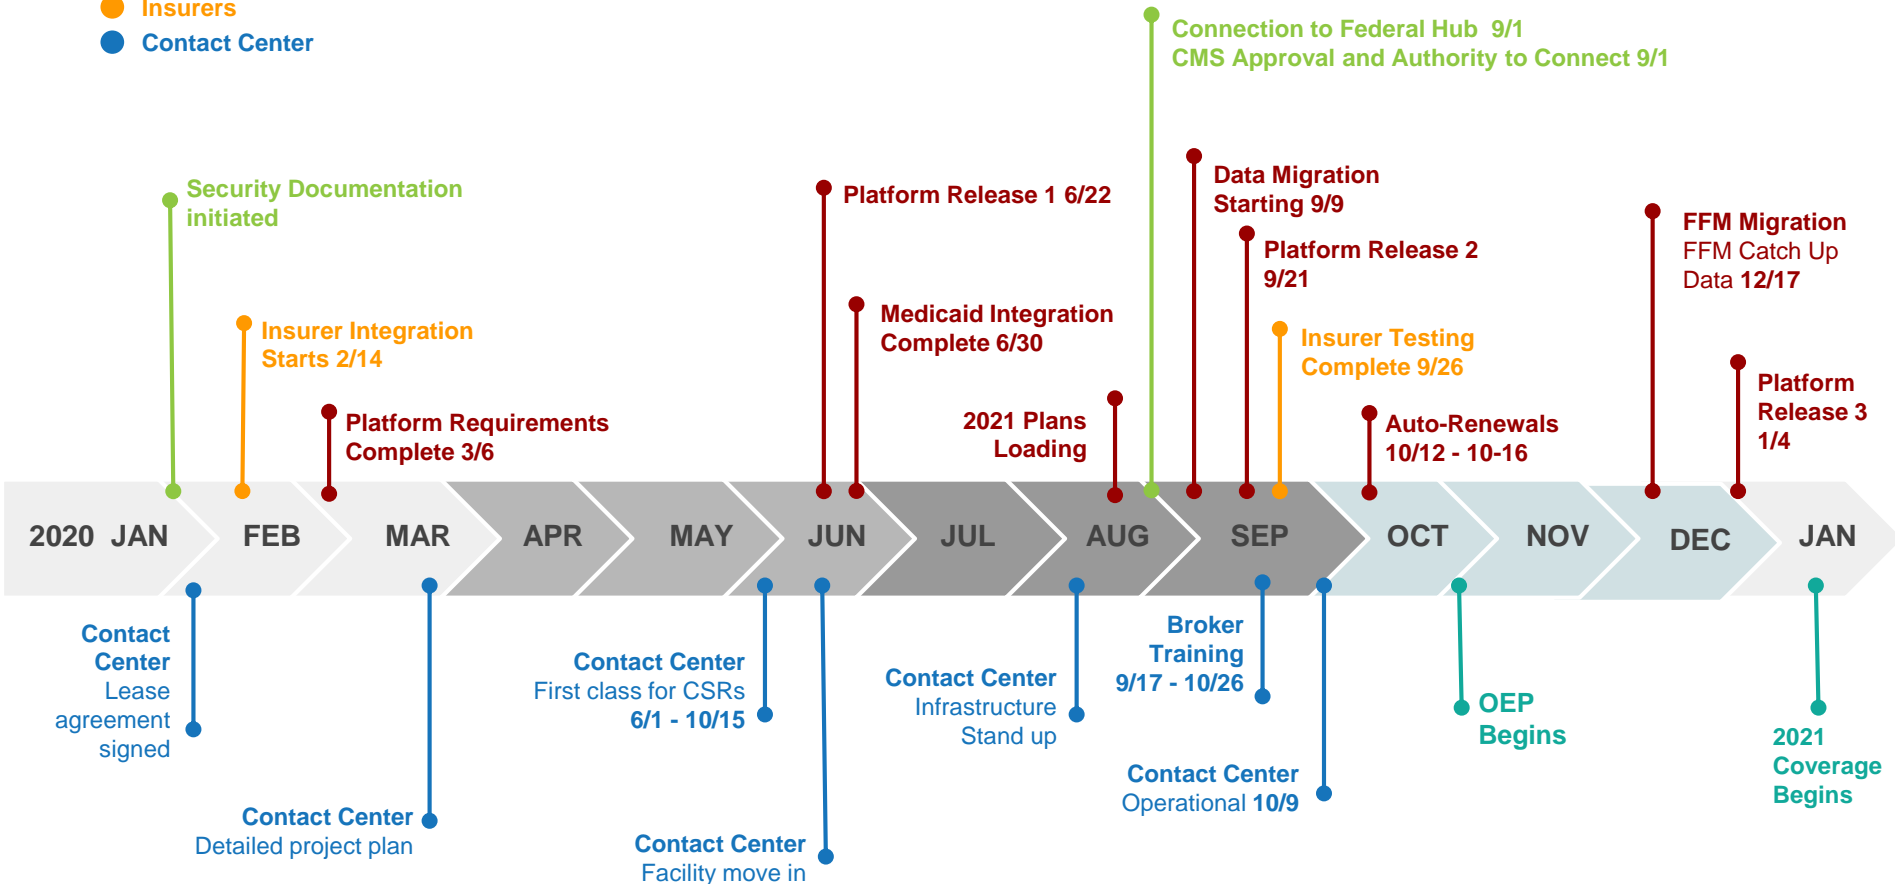 Insurers
Contact Center
Connection to Federal Hub 9/1
CMS Approval and Authority to Connect 9/1
Security Documentation
initiated
Insurer Integration
Starts 2/14
Platform Requirements
Complete 3/6
Platform Release 1 6/22
Medicaid Integration
Complete 6/30
2021 Plans
Loading
Data Migration
Starting 9/9
Platform Release 2
9/21
Insurer Testing
Complete 9/26
Auto-Renewals
10/12 - 10-16
FFM Migration
FFM Catch Up
Data 12/17
Platform
Release 3
1/4
2020 JAN FEB MAR APR MAY JUN JUL AUG SEP OCT NOV DEC JAN
Contact
Center
Lease
agreement
signed
Contact Center
Detailed project plan
Contact Center
First class for CSRs
6/1 - 10/15
Contact Center
Facility move in
Contact Center
Infrastructure
Stand up
Broker
Training
9/17 - 10/26
Contact Center
Operational 10/9
OEP
Begins
2021
Coverage
Begins